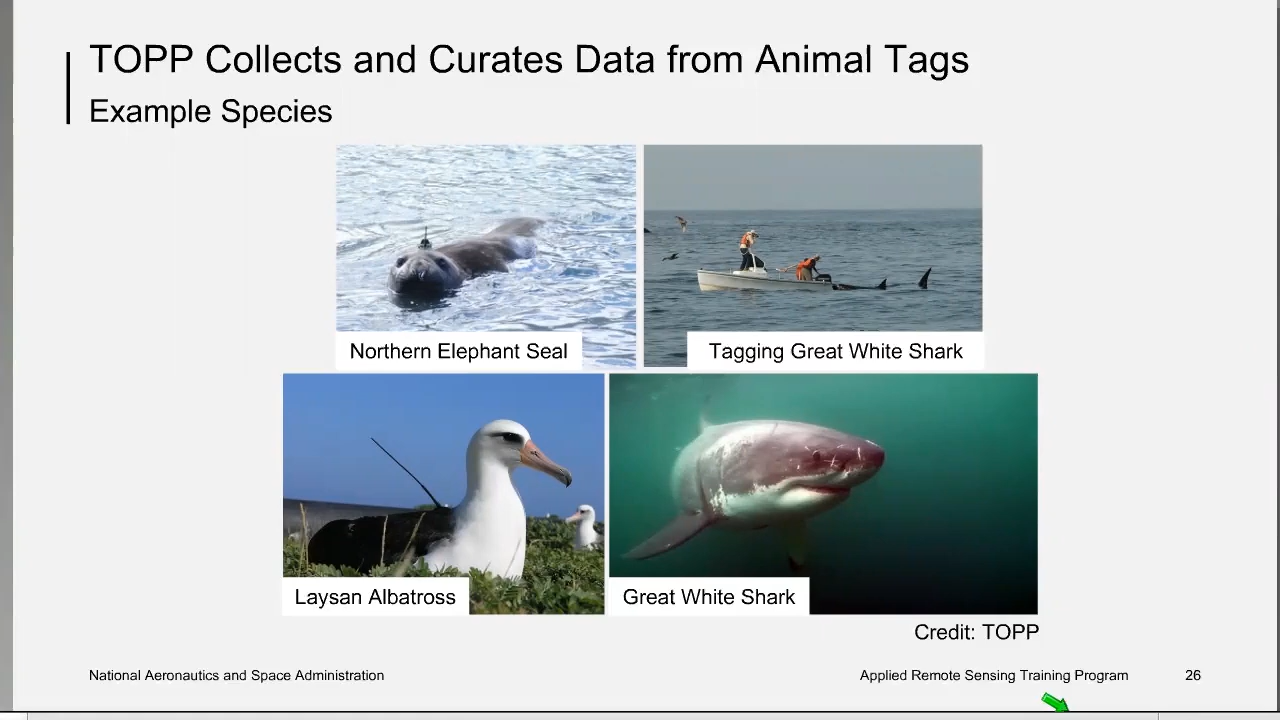 TOPP Collects and Curates Data from Animal Tags
Example Species
Northern Elephant Seal
Tagging Great White Shark
Laysan Albatross
Great White Shark
Credit: TOPP
National Aeronautics and Space Administration
Applied Remote Sensing Training Program
26